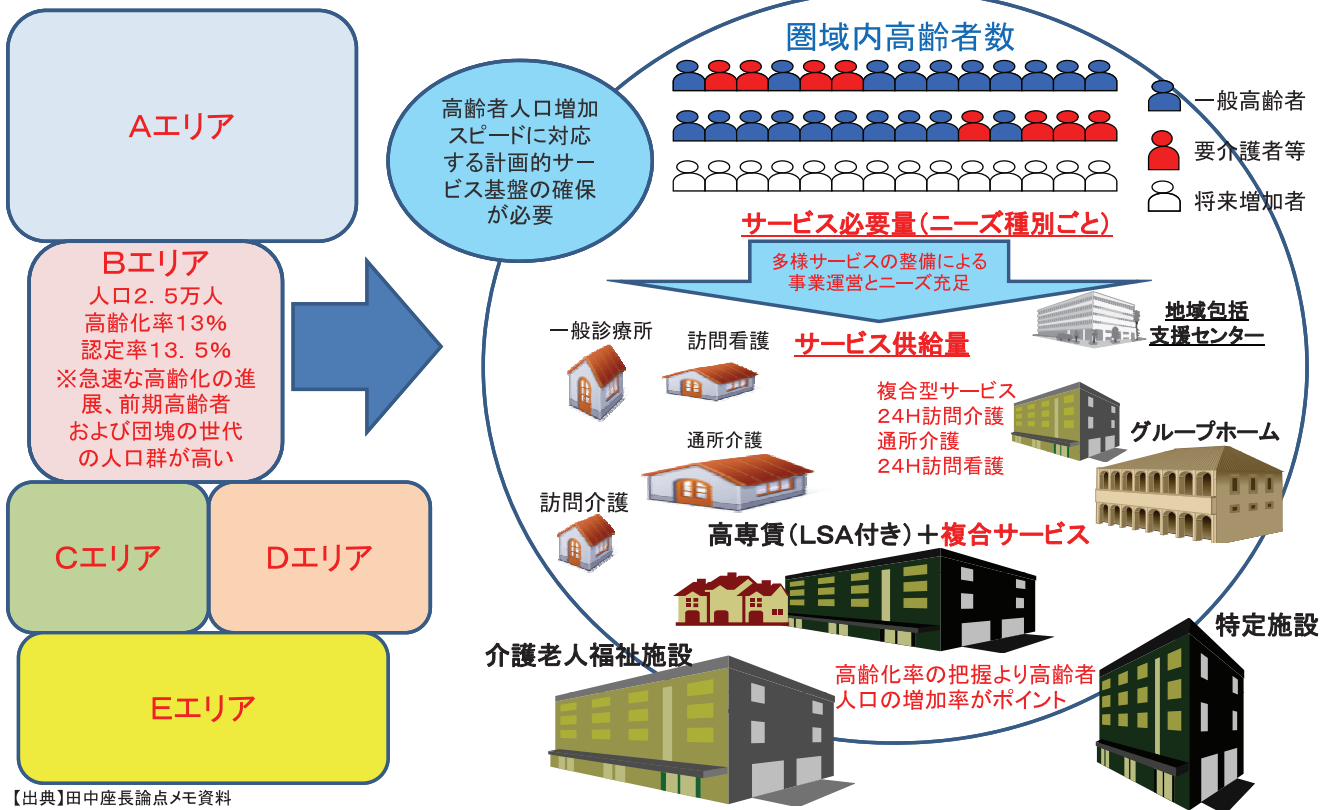 Aエリア
Bエリア
人口2．5万人
高齢化率13%
認定率13．5%
※急速な高齢化の進
展、前期高齢者
および団塊の世代
の人口群が高い
Cエリア
Dエリア
Eエリア
【出典】田中座長論点メモ資料
高齢者人口増加
スピードに対応
する計画的サー
ビス基盤の確保
が必要
圏域内高齢者数
一般高齢者
要介護者等
将来増加者
サービス必要量（ニーズ種別ごと）
多様サービスの整備による
事業運営とニーズ充足
サービス供給量
地域包括
支援センター
一般診療所
訪問看護
複合型サービス
24H訪問介護
通所介護
24H訪問看護
グループホーム
通所介護
訪問介護
高専賃（LSA付き）＋複合サービス
介護老人福祉施設
特定施設
高齢化率の把握より高齢者
人口の増加率がポイント